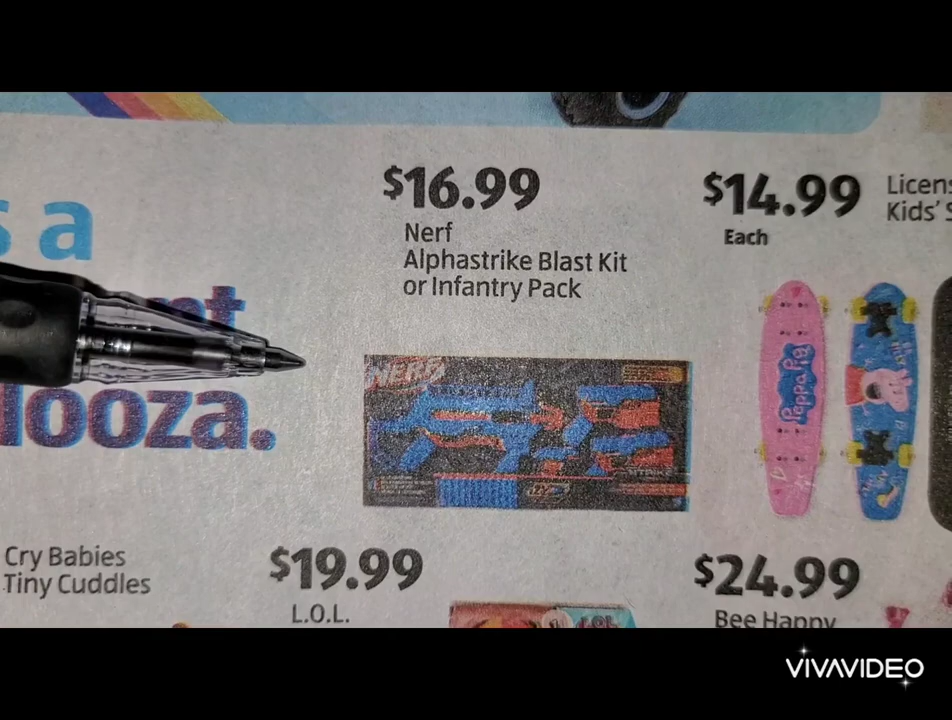 $16.99
Nerf
Alphastrike Blast Kit
or Infantry Pack
$14.99
Each
Licens
Kids' S
s a
nt
looza.
NERF
Peppa Pig
Cry Babies
Tiny Cuddles
$19.99
L.O.L.
$24.99
Bee Happy
VIVAVIDEO